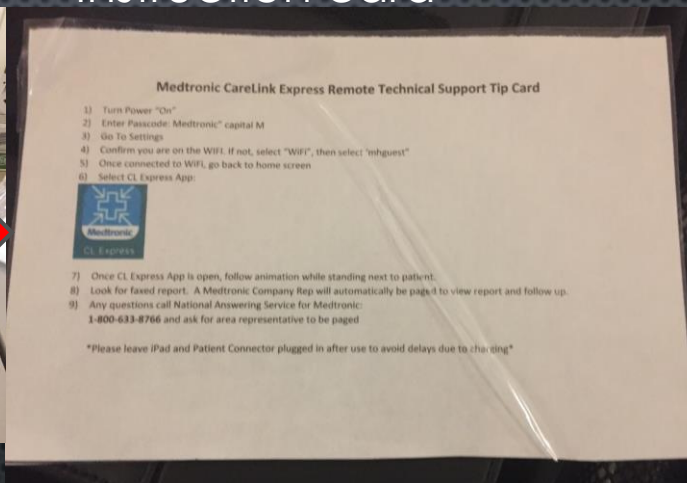 Medtronic CareLink Express Remote Technical Support Tip Card
1) Turn Power "On"
2) Enter Passcode: Medtronic" capital M
3) Go To Settings
4) Confirm you are on the WIFI. If not, select "WiFi", then select "mhguest"
5) Once connected to WiFi, go back to home screen
6) Select CL Express App:
Medtronic
CL Express
7) Once CL Express App is open, follow animation while standing next to patient.
8) Look for faxed report. A Medtronic Company Rep will automatically be paged to view report and follow up.
9) Any questions call National Answering Service for Medtronic:
1-800-633-8766 and ask for area representative to be paged
*Please leave iPad and Patient Connector plugged in after use to avoid delays due to charging*